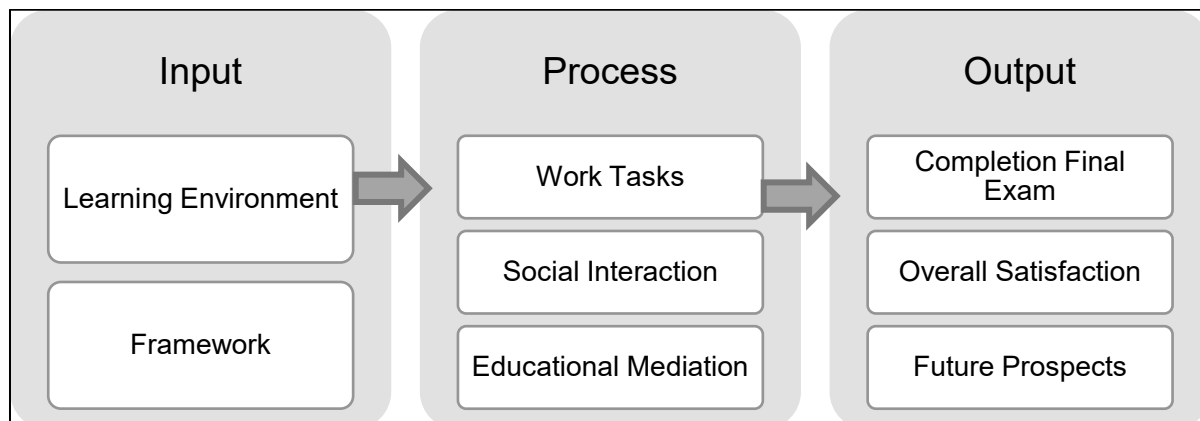 Input
Learning Environment
Framework
Process
Work Tasks
Social Interaction
Educational Mediation
Output
Completion Final
Exam
Overall Satisfaction
Future Prospects